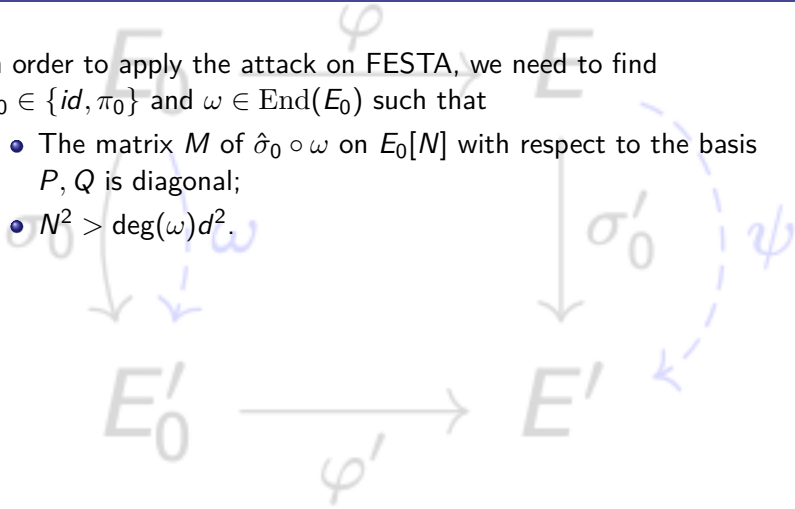 n order to apply the attack on FESTA, we need to find
₀ ∈ {id, π₀} and ω ∈ End(E₀) such that
• The matrix M of σ̂₀ ∘ ω on E₀[N] with respect to the basis
P, Q is diagonal;
• N² > deg(ω)d².
φ
E₀ E
σ₀ ω σ′₀ ψ
E′₀ E′
φ′